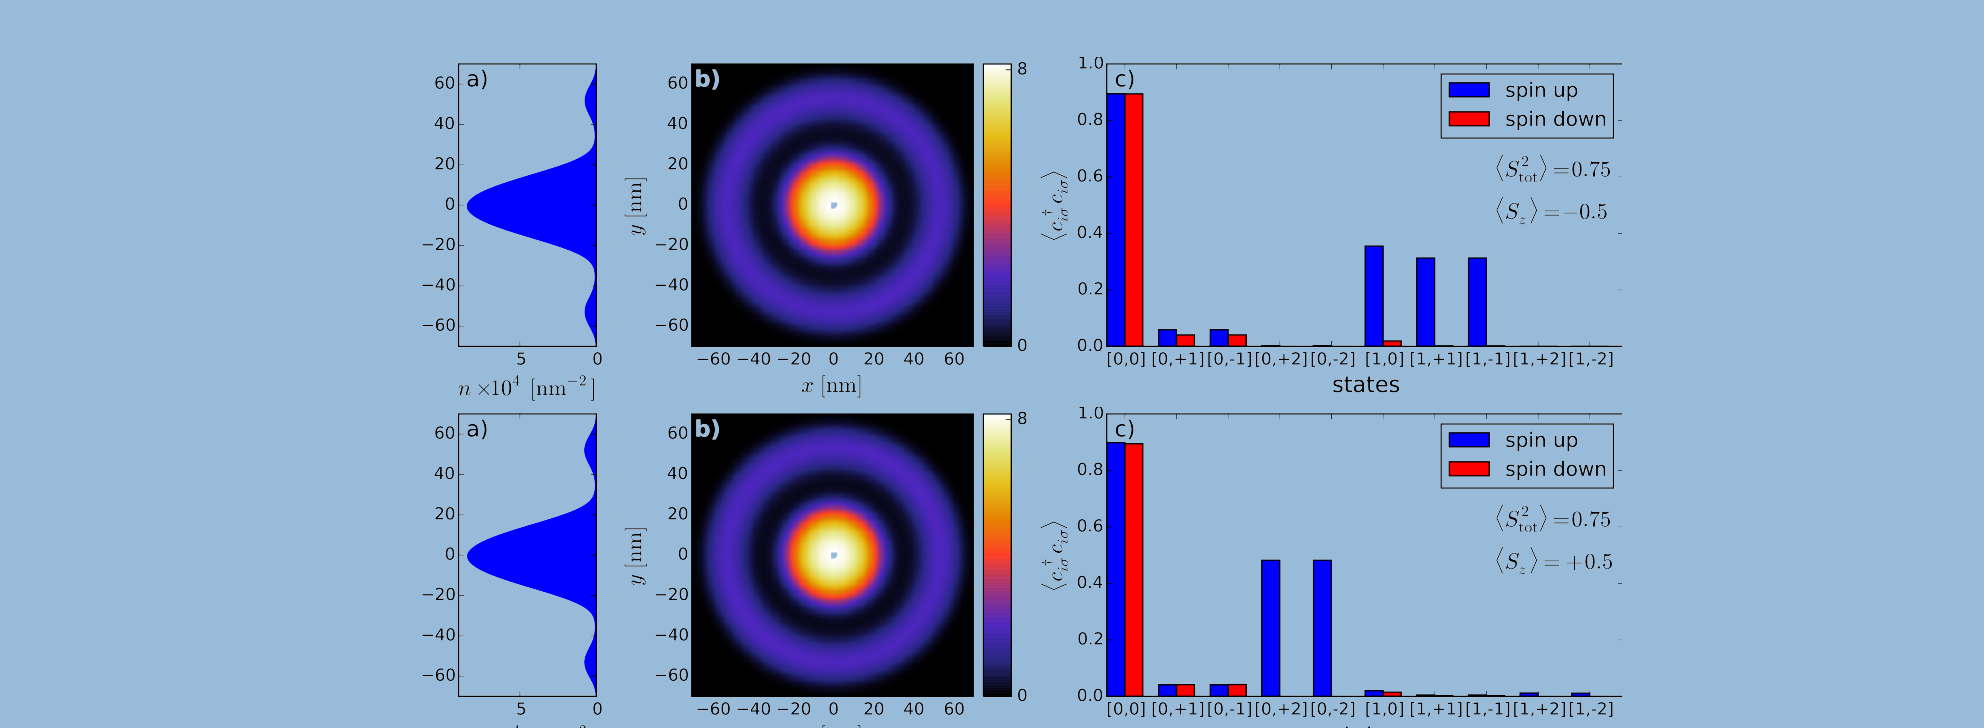 a)
60
40
20
0
−20
−40
−60
5 0
n ×10⁴ [nm⁻²]
b)
60
40
20
0
−20
−40
−60
y [nm]
−60 −40 −20 0 20 40 60
x [nm]
8
0
c)
1.0
0.8
0.6
0.4
0.2
0.0
⟨c†iσ ciσ⟩
spin up
spin down
⟨S²tot⟩=0.75
⟨Sz⟩=−0.5
[0,0] [0,+1] [0,-1] [0,+2] [0,-2] [1,0] [1,+1] [1,-1] [1,+2] [1,-2]
states
a)
60
40
20
0
−20
−40
−60
5 0
b)
60
40
20
0
−20
−40
−60
y [nm]
−60 −40 −20 0 20 40 60
8
0
c)
1.0
0.8
0.6
0.4
0.2
0.0
⟨c†iσ ciσ⟩
spin up
spin down
⟨S²tot⟩=0.75
⟨Sz⟩=+0.5
[0,0] [0,+1] [0,-1] [0,+2] [0,-2] [1,0] [1,+1] [1,-1] [1,+2] [1,-2]